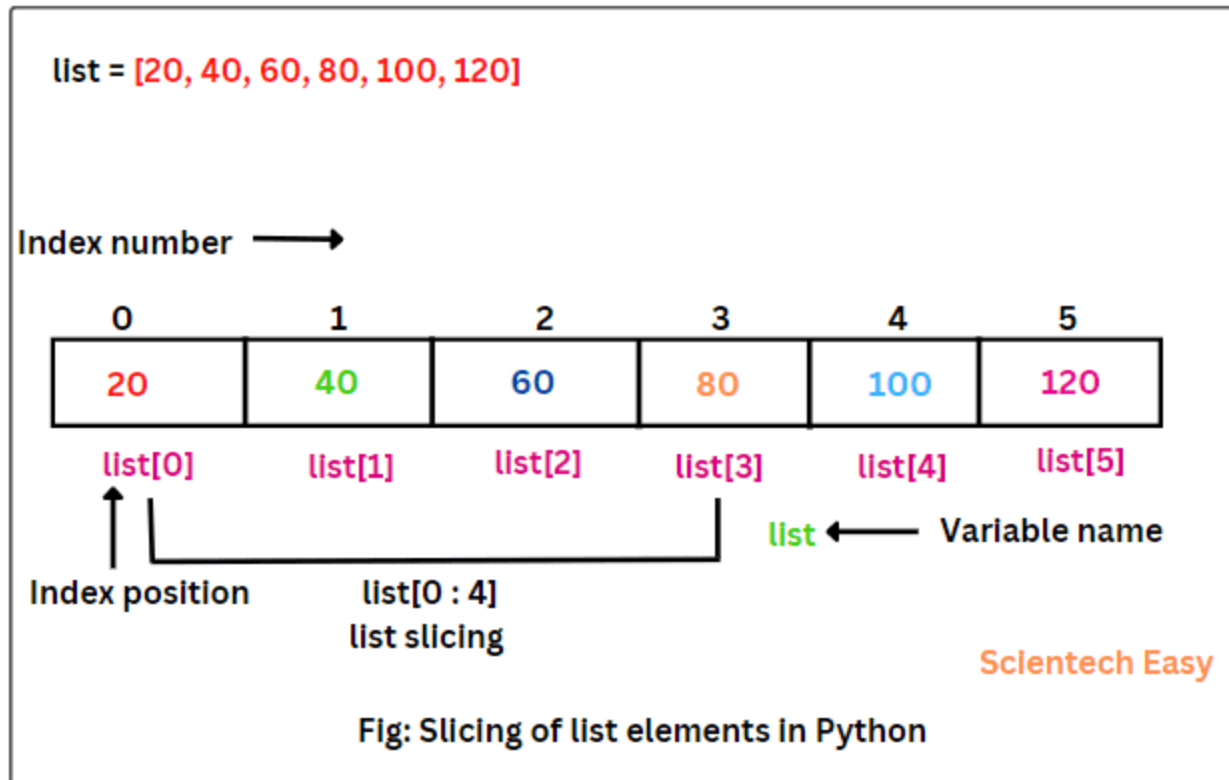 list = [20, 40, 60, 80, 100, 120]
Index number
0 1 2 3 4 5
20 40 60 80 100 120
list[0] list[1] list[2] list[3] list[4] list[5]
list Variable name
Index position list[0 : 4]
list slicing
Scientech Easy
Fig: Slicing of list elements in Python